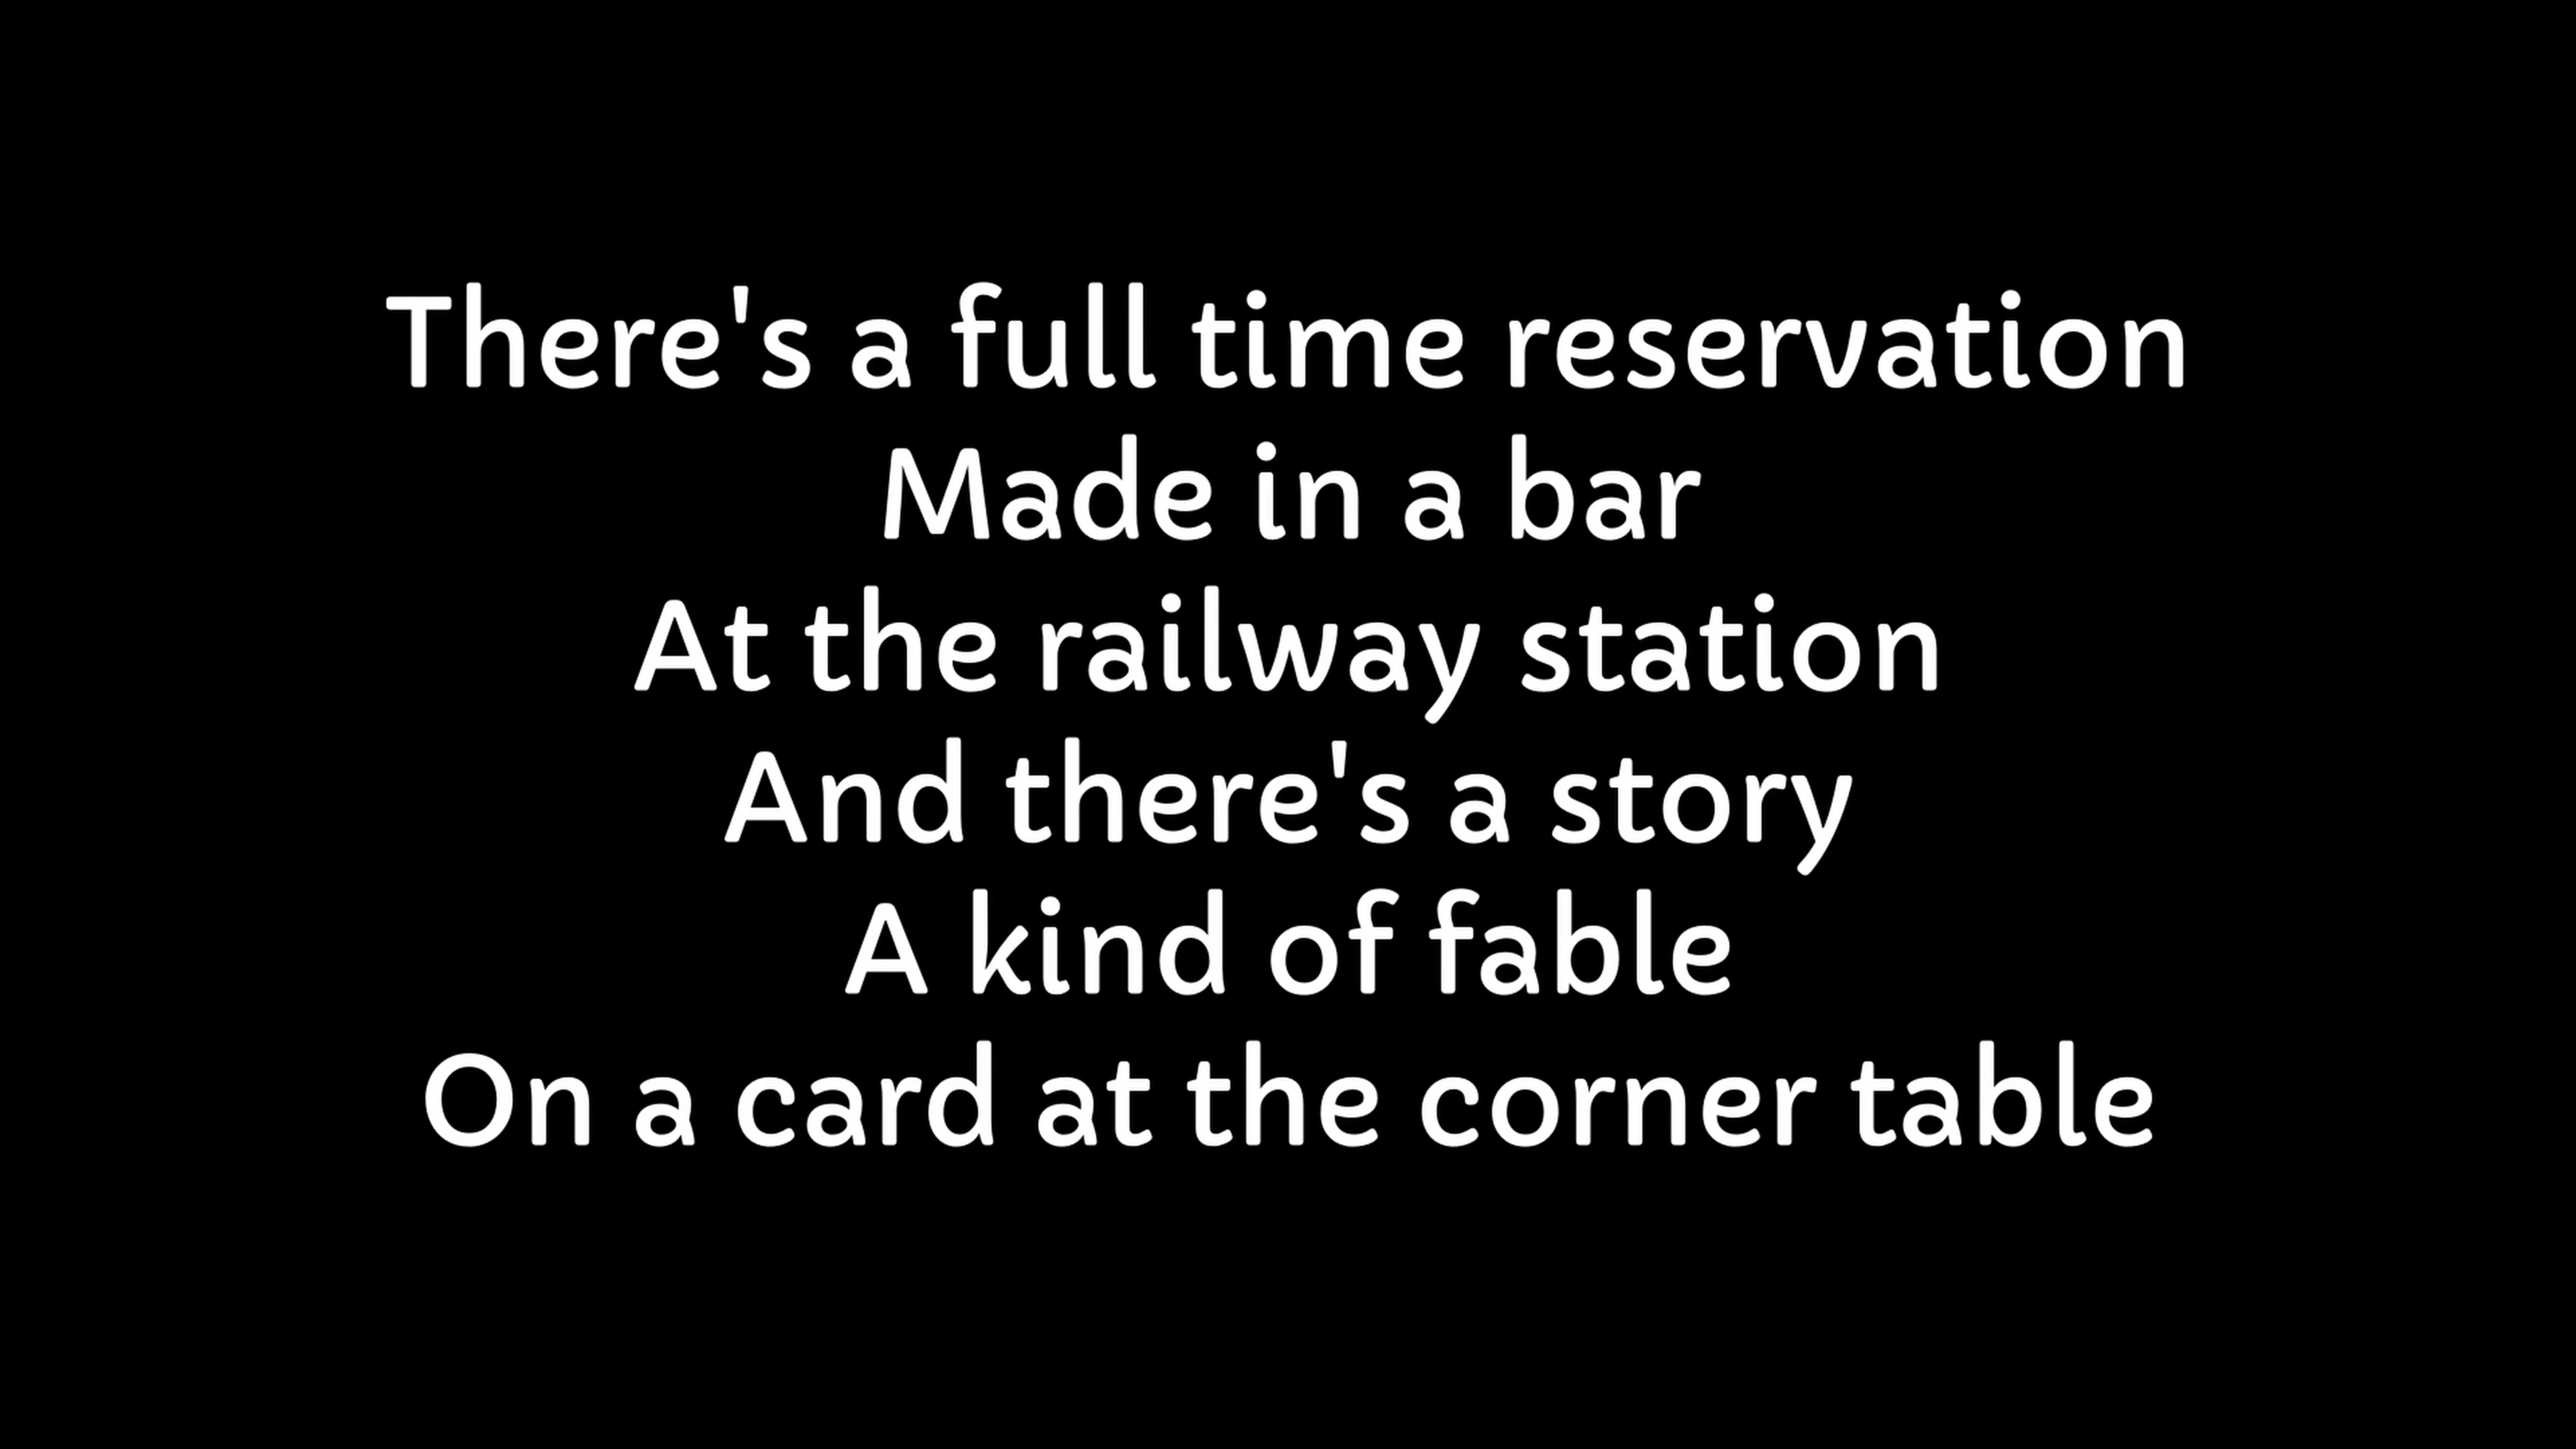 There's a full time reservation
Made in a bar
At the railway station
And there's a story
A kind of fable
On a card at the corner table